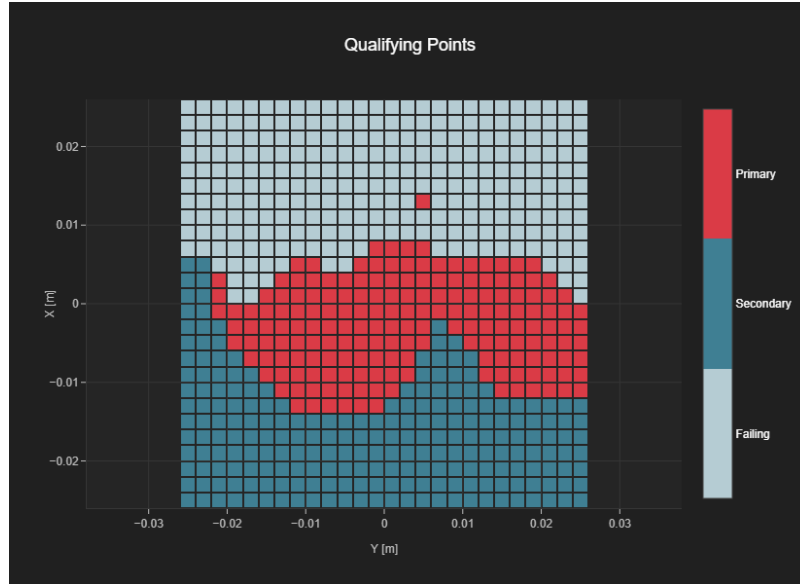 Qualifying Points
0.02
0.01
0
−0.01
−0.02
X [m]
−0.03
−0.02
−0.01
0
0.01
0.02
0.03
Y [m]
Primary
Secondary
Failing